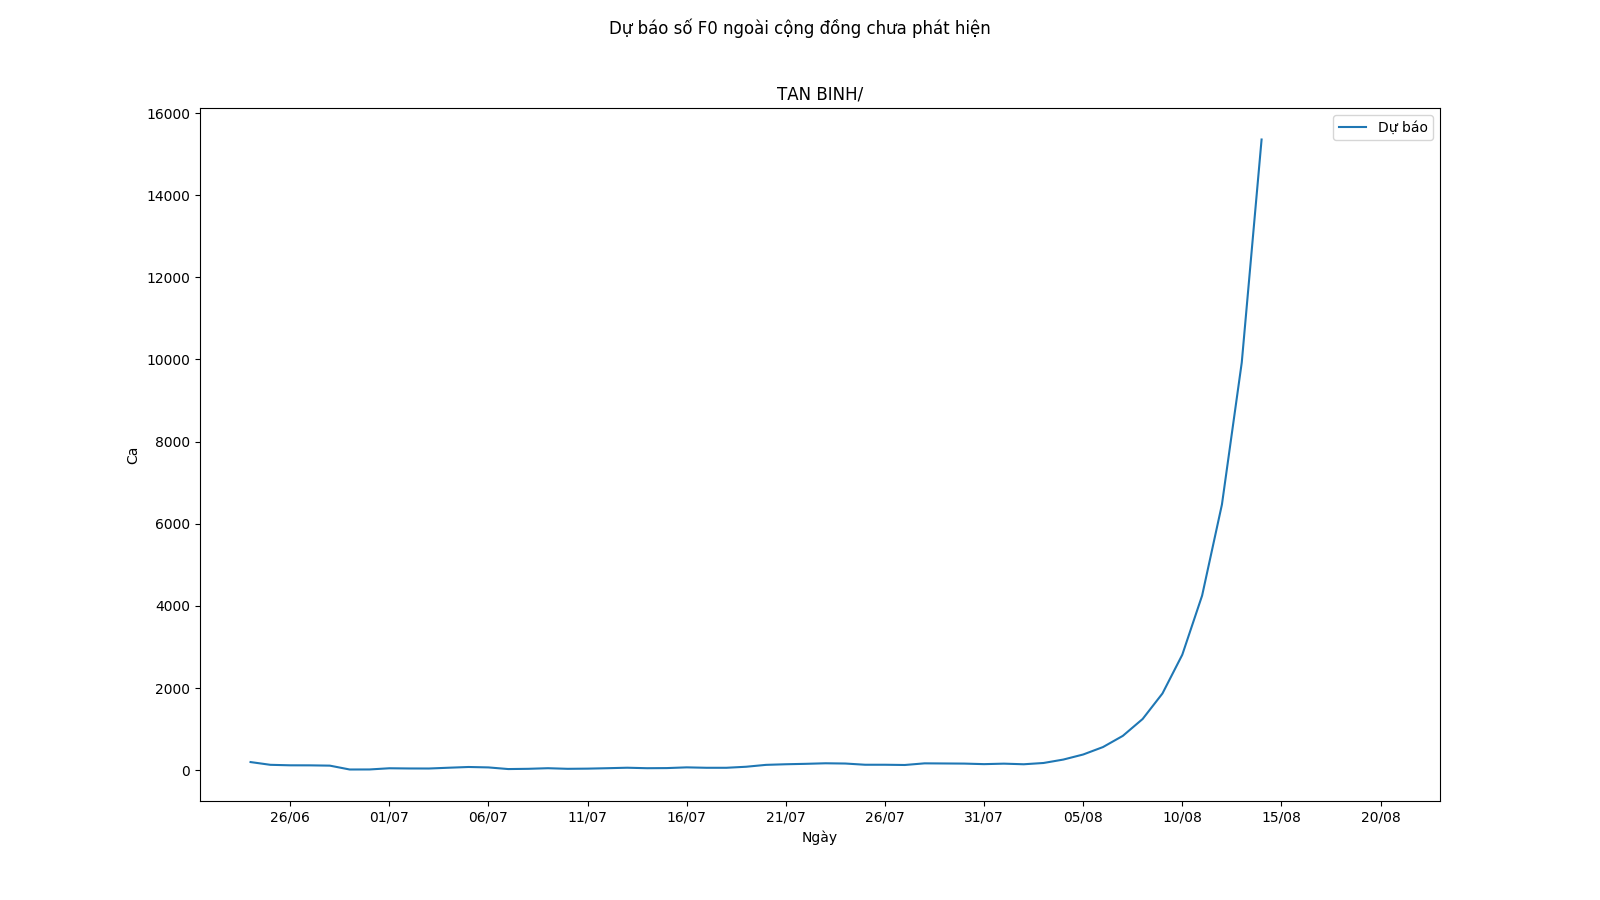 Dự báo số F0 ngoài cộng đồng chưa phát hiện
TAN BINH/
16000
14000
12000
10000
8000
6000
4000
2000
0
Ca
Dự báo
26/06 01/07 06/07 11/07 16/07 21/07 26/07 31/07 05/08 10/08 15/08 20/08
Ngày